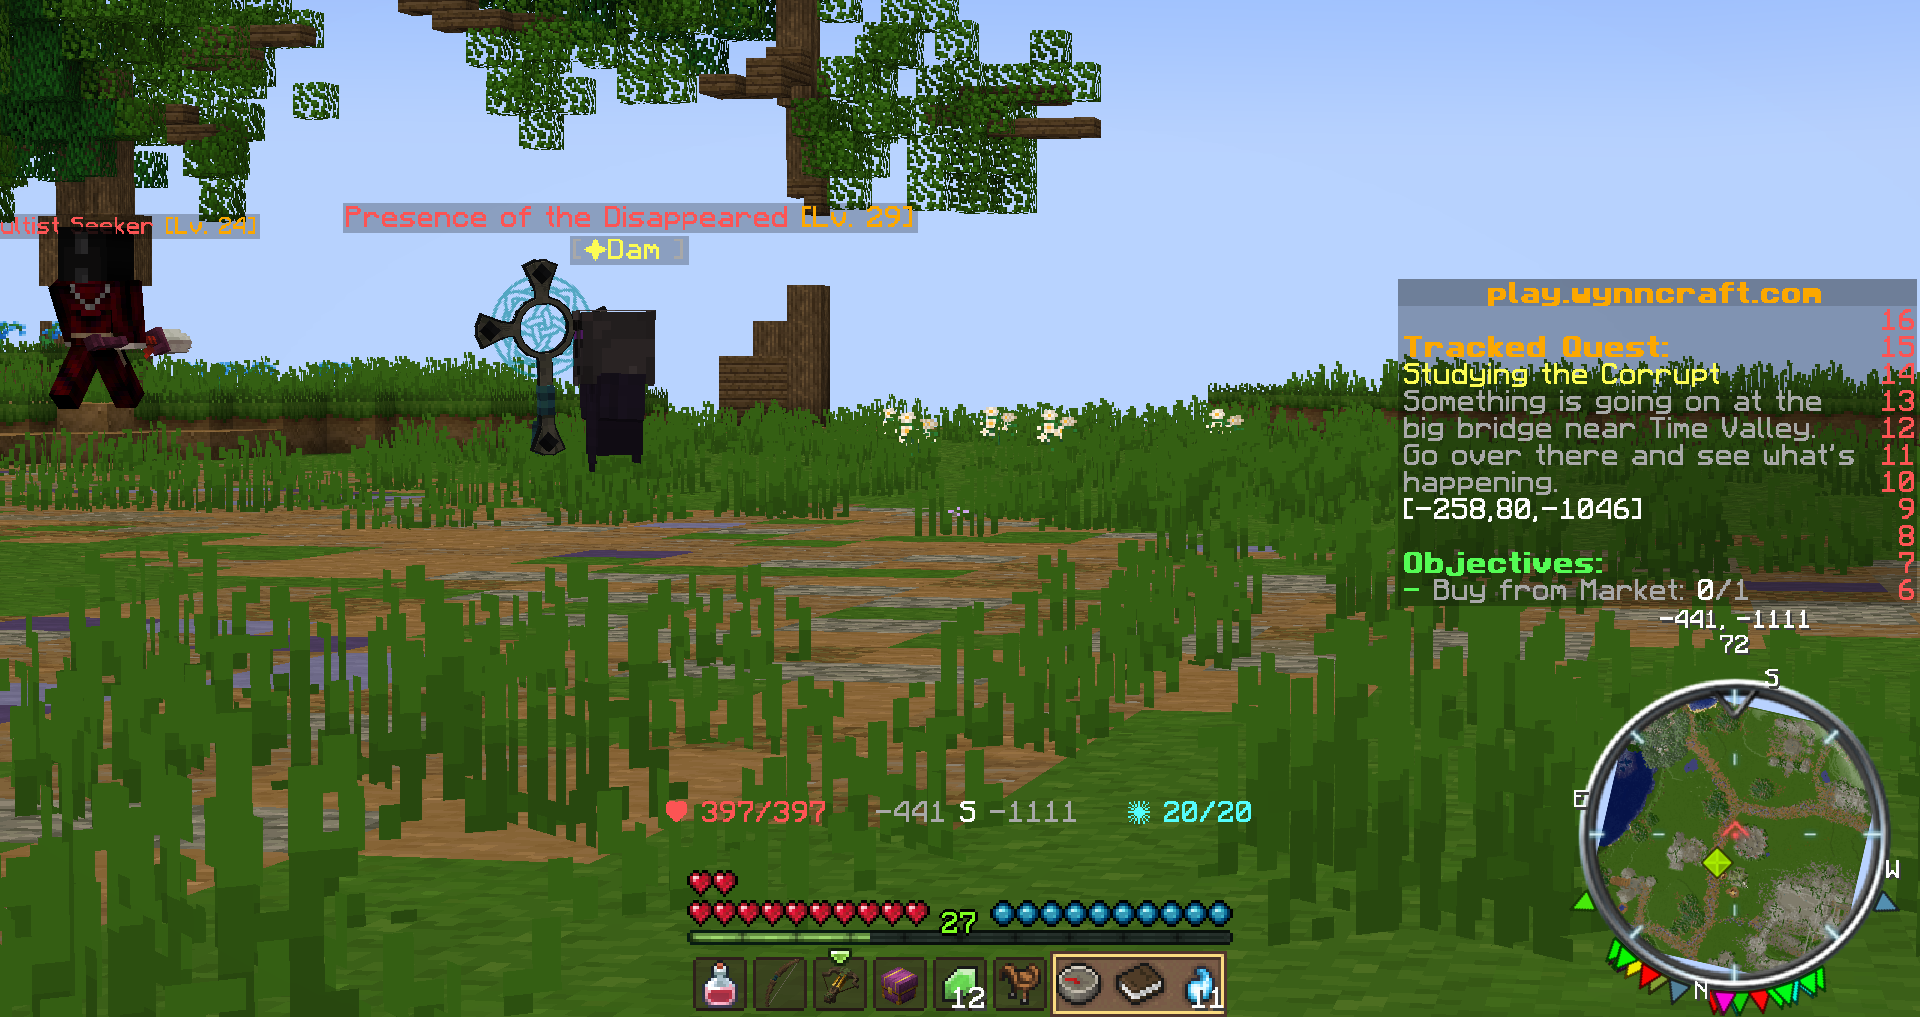 Seeker [Lv. 24]
Presence of the Disappeared [Lv. 29]
[ ✦Dam ]
play.wynncraft.com
16
Tracked Quest: 15
Studying the Corrupt 14
Something is going on at the 13
big bridge near Time Valley. 12
Go over there and see what's 11
happening. 10
[-258,80,-1046] 9
8
Objectives: 7
- Buy from Market: 0/1 6
-441, -1111
72
S
E
W
N
397/397 -441 S -1111 20/20
27
12
11